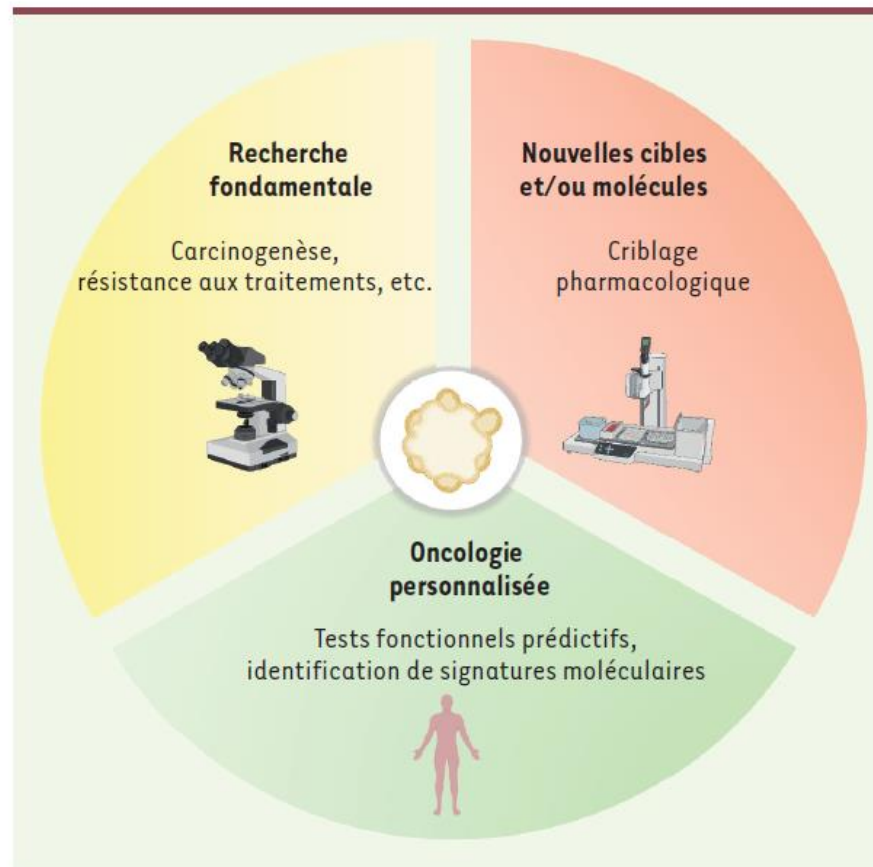 Recherche
fondamentale
Carcinogenèse,
résistance aux traitements, etc.
Nouvelles cibles
et/ou molécules
Criblage
pharmacologique
Oncologie
personnalisée
Tests fonctionnels prédictifs,
identification de signatures moléculaires